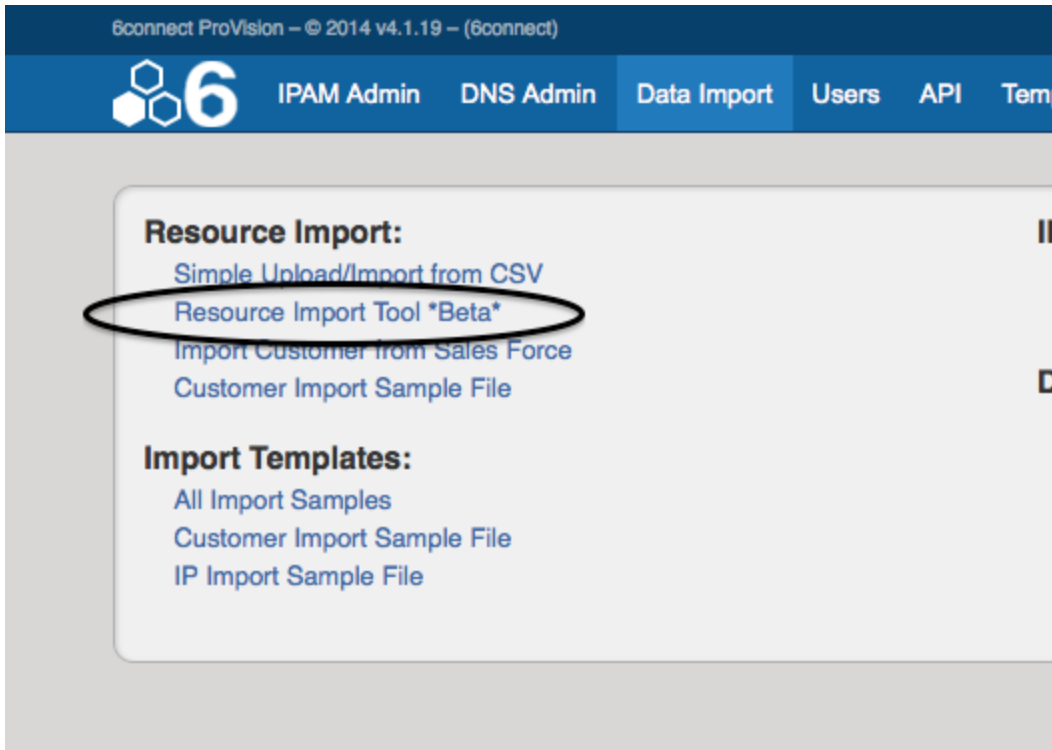 6connect ProVision – © 2014 v4.1.19 – (6connect)
6 IPAM Admin DNS Admin Data Import Users API Tem
Resource Import:
Simple Upload/Import from CSV
Resource Import Tool *Beta*
Import Customer from Sales Force
Customer Import Sample File
Import Templates:
All Import Samples
Customer Import Sample File
IP Import Sample File